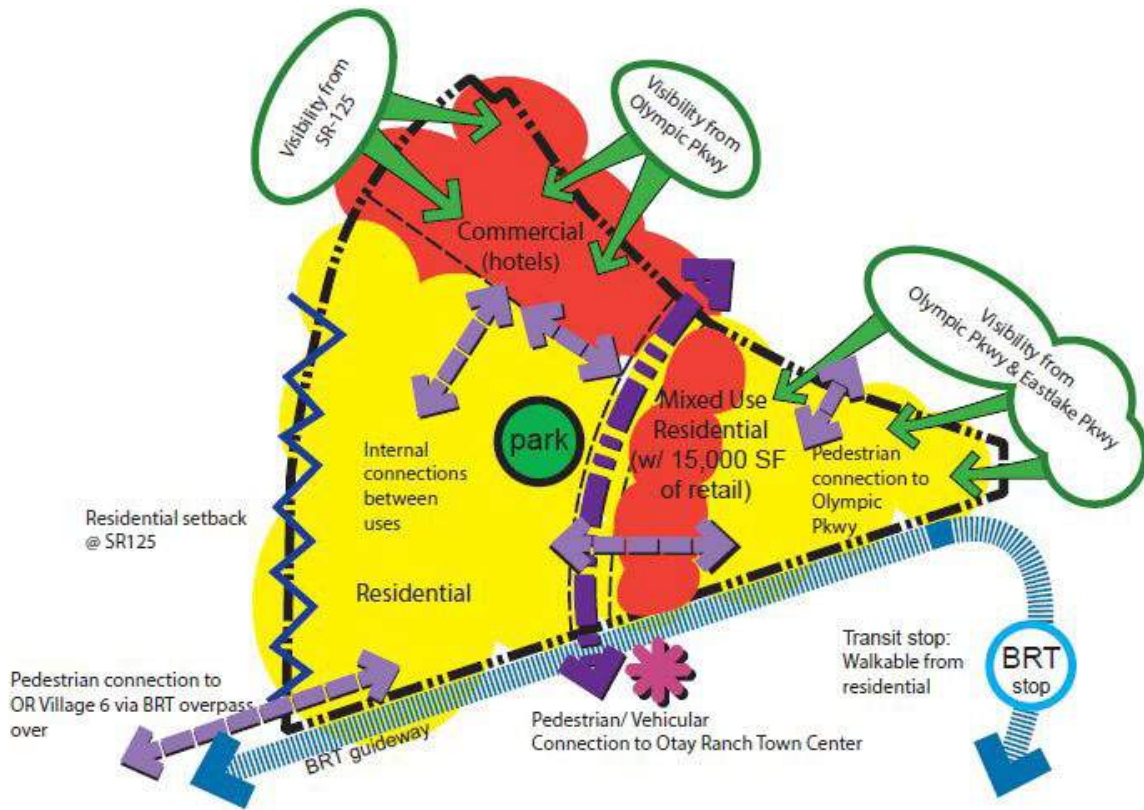 Visibility from
SR-125
Visibility from
Olympic Pkwy
Commercial
(hotels)
Visibility from
Olympic Pkwy & Eastlake Pkwy
Mixed Use
Residential
(w/ 15,000 SF
of retail)
park
Internal
connections
between
uses
Pedestrian
connection to
Olympic
Pkwy
Residential setback
@ SR125
Residential
Transit stop:
Walkable from
residential
BRT
stop
Pedestrian connection to
OR Village 6 via BRT overpass
over
BRT guideway
Pedestrian/ Vehicular
Connection to Otay Ranch Town Center